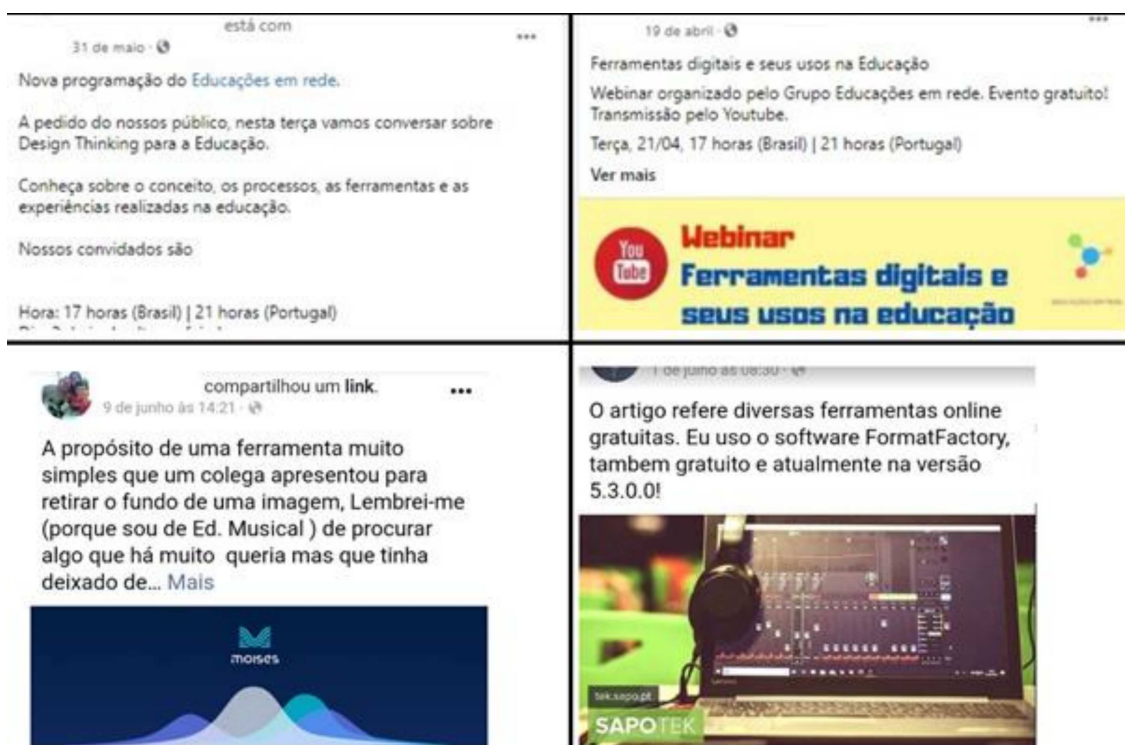 está com
31 de maio ·
Nova programação do Educações em rede.
A pedido do nossos público, nesta terça vamos conversar sobre
Design Thinking para a Educação.
Conheça sobre o conceito, os processos, as ferramentas e as
experiências realizadas na educação.
Nossos convidados são
Hora: 17 horas (Brasil) | 21 horas (Portugal)
19 de abril ·
Ferramentas digitais e seus usos na Educação
Webinar organizado pelo Grupo Educações em rede. Evento gratuito!
Transmissão pelo Youtube.
Terça, 21/04, 17 horas (Brasil) | 21 horas (Portugal)
Ver mais
You
Tube
Webinar
Ferramentas digitais e
seus usos na educação
compartilhou um link.
9 de junho às 14:21 ·
A propósito de uma ferramenta muito
simples que um colega apresentou para
retirar o fundo de uma imagem, Lembrei-me
(porque sou de Ed. Musical ) de procurar
algo que há muito queria mas que tinha
deixado de... Mais
moises
1 de julho às 08:30 ·
O artigo refere diversas ferramentas online
gratuitas. Eu uso o software FormatFactory,
tambem gratuito e atualmente na versão
5.3.0.0!
tek.sapo.pt
SAPOTEK